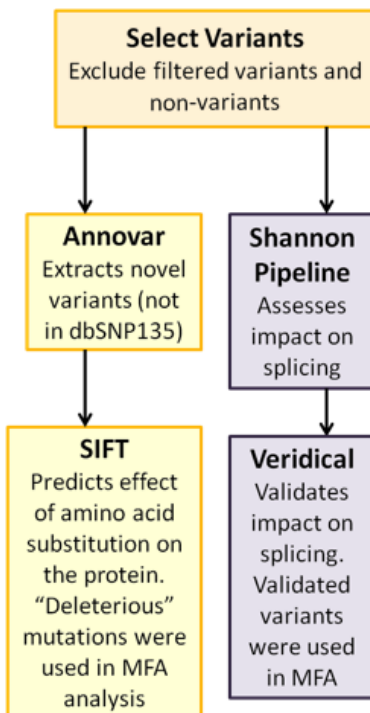 Select Variants
Exclude filtered variants and
non-variants
Annovar
Extracts novel
variants (not
in dbSNP135)
Shannon
Pipeline
Assesses
impact on
splicing
SIFT
Predicts effect
of amino acid
substitution on
the protein.
“Deleterious”
mutations were
used in MFA
analysis
Veridical
Validates
impact on
splicing.
Validated
variants
were used
in MFA